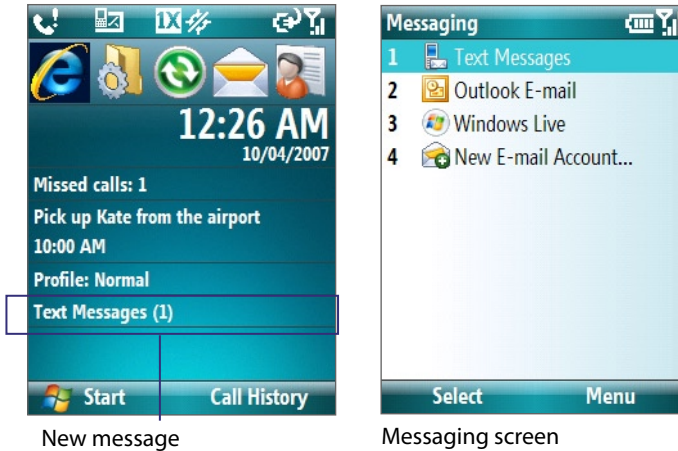 1X
12:26 AM
10/04/2007
Missed calls: 1
Pick up Kate from the airport
10:00 AM
Profile: Normal
Text Messages (1)
Start Call History
New message
Messaging
1 Text Messages
2 Outlook E-mail
3 Windows Live
4 New E-mail Account...
Select Menu
Messaging screen